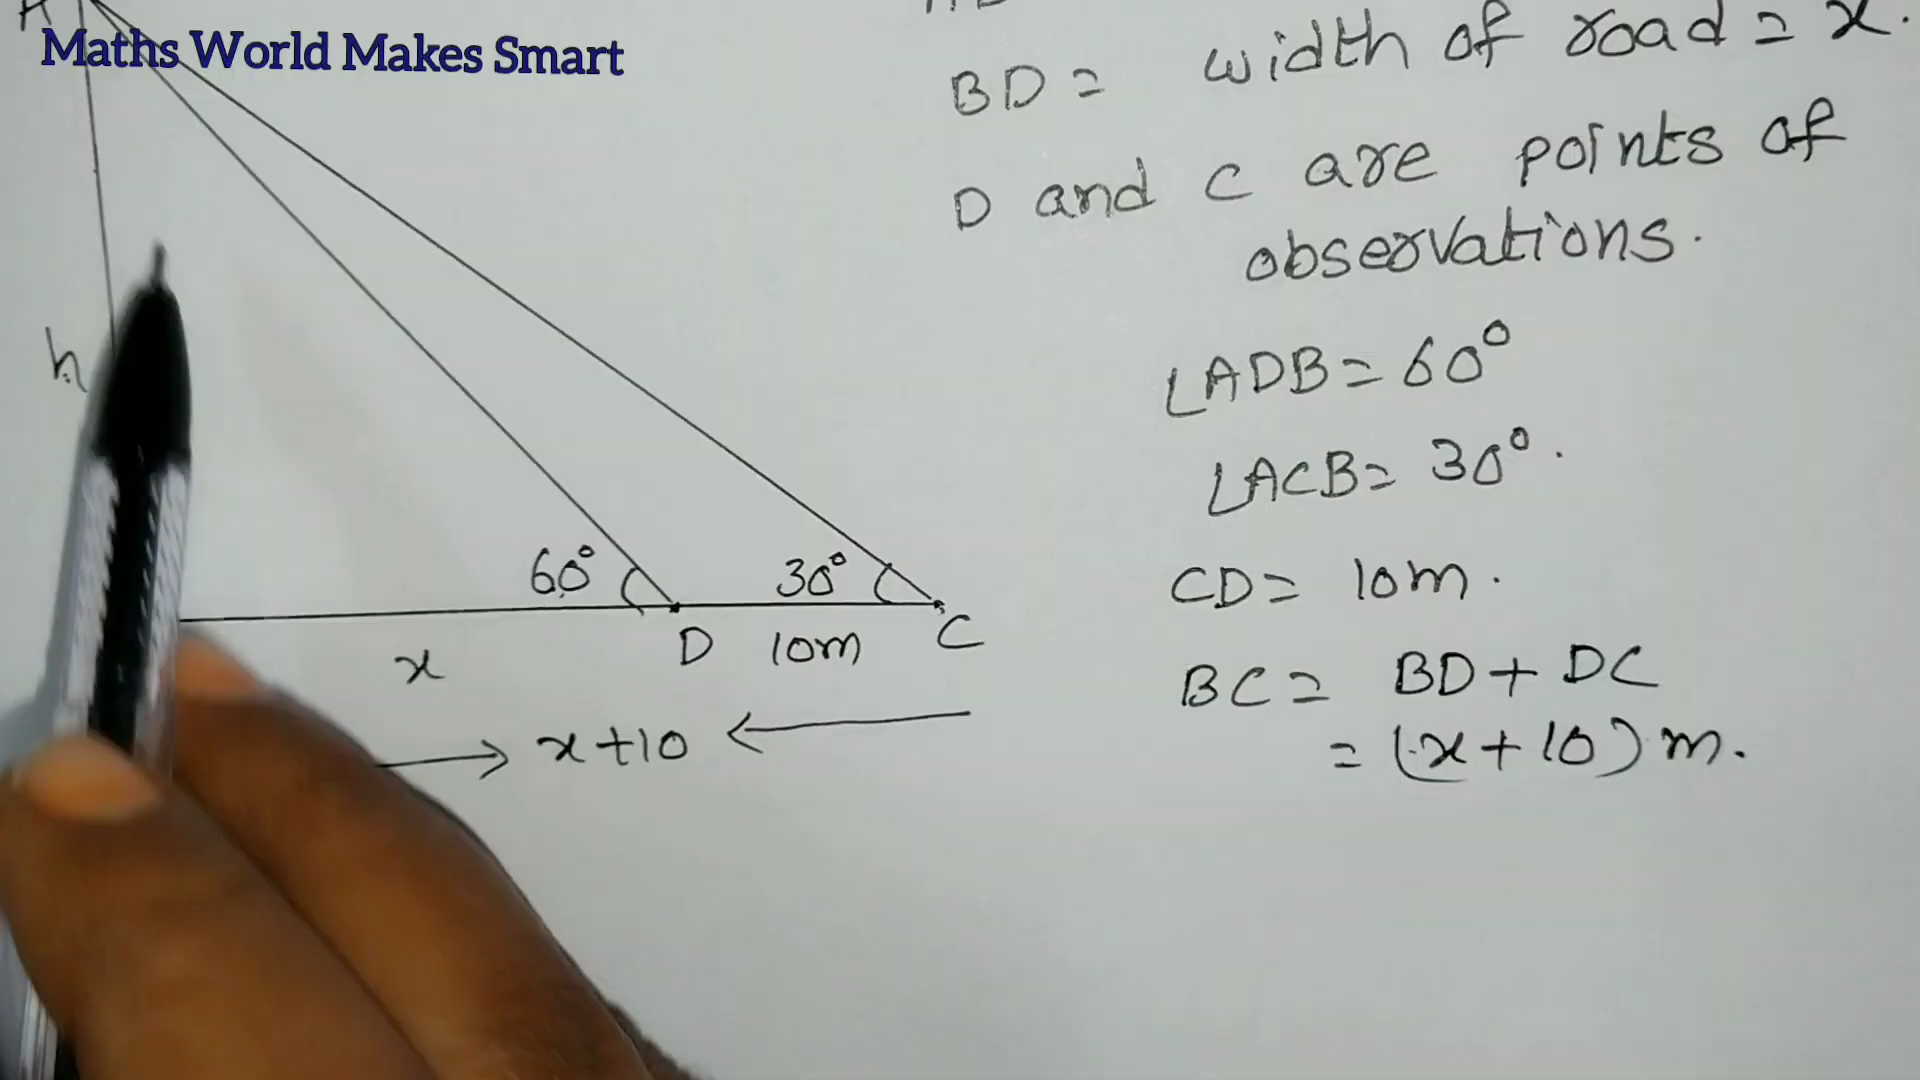 Maths World Makes Smart
BD = width of road = x.
D and C are points of
observations.
∠ADB = 60°
∠ACB = 30°.
CD = 10m.
BC = BD + DC
= (x + 10) m.
A
h
60°
30°
D
10m
C
x
x+10